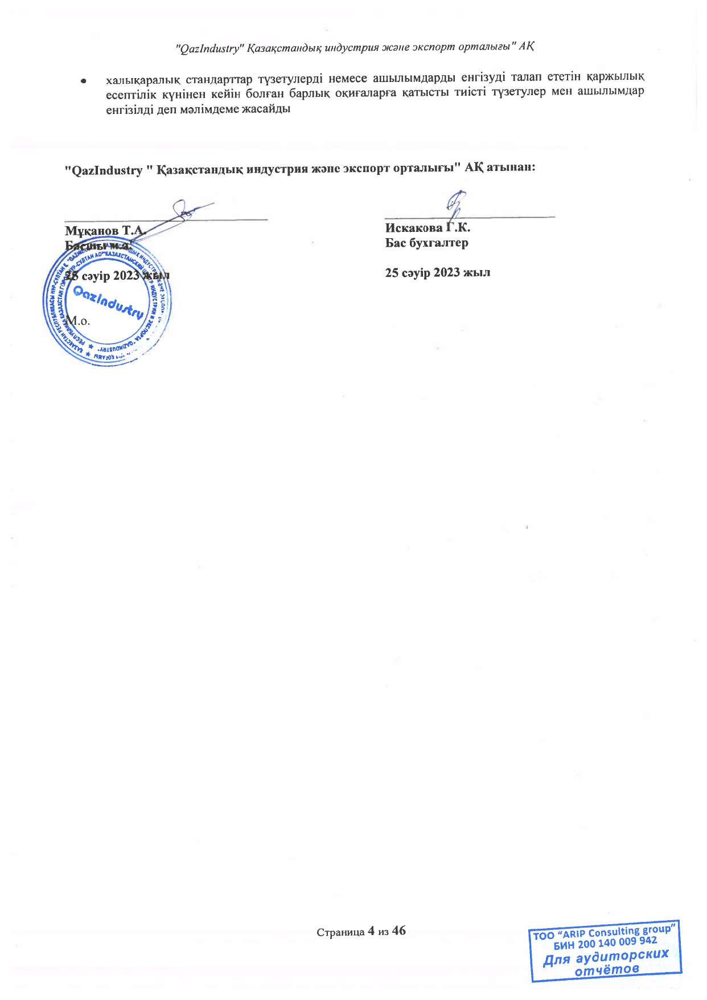 "QazIndustry" Қазақстандық индустрия және экспорт орталығы" АҚ
• халықаралық стандарттар түзетулерді немесе ашылымдарды енгізуді талап ететін қаржылық
есептілік күнінен кейін болған барлық оқиғаларға қатысты тиісті түзетулер мен ашылымдар
енгізілді деп мәлімдеме жасайды
"QazIndustry " Қазақстандық индустрия және экспорт орталығы" АҚ атынан:
Мұқанов Т.А.
Басшы м.а.
25 сәуір 2023 жыл
М.о.
Искакова Г.К.
Бас бухгалтер
25 сәуір 2023 жыл
QazIndustry
Страница 4 из 46
ТОО “ARIP Consulting group”
БИН 200 140 009 942
Для аудиторских
отчётов